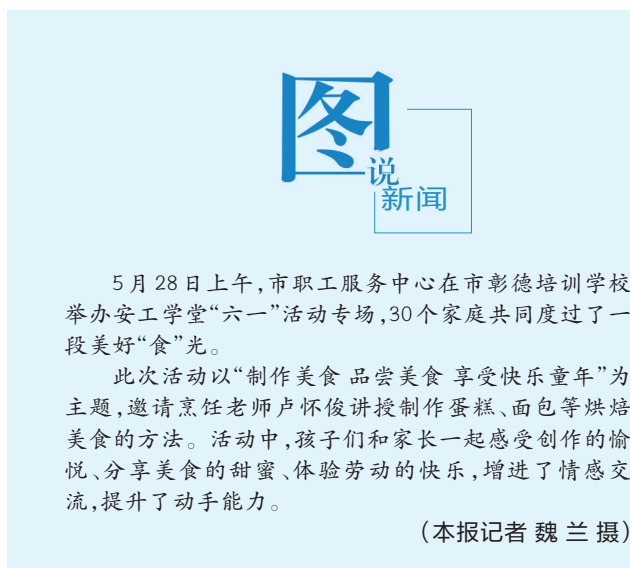 图
说
新闻
5月28日上午,市职工服务中心在市彰德培训学校
举办安工学堂“六一”活动专场,30个家庭共同度过了一
段美好“食”光。
此次活动以“制作美食 品尝美食 享受快乐童年”为
主题,邀请烹饪老师卢怀俊讲授制作蛋糕、面包等烘焙
美食的方法。活动中,孩子们和家长一起感受创作的愉
悦、分享美食的甜蜜、体验劳动的快乐,增进了情感交
流,提升了动手能力。
(本报记者 魏 兰 摄)